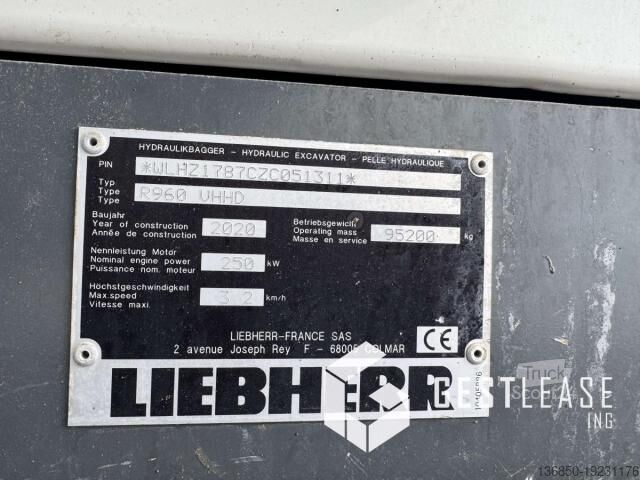 HYDRAULIKBAGGER - HYDRAULIC EXCAVATOR - PELLE HYDRAULIQUE
PIN *WLHZ1787CZC051311*
Typ
Type R960 VHHD
Type
Baujahr
Year of construction 2020
Année de construction
Betriebsgewicht
Operating mass 95200 kg
Masse en service
Nennleistung Motor
Nominal engine power 250 kW
Puissance nom. moteur
Höchstgeschwindigkeit
Max.speed 3.2 km/h
Vitesse maxi.
LIEBHERR-FRANCE SAS
2 avenue Joseph Rey F - 68005 COLMAR
CE
LIEBHERR
BESTLEASE
ING
Truck
136850-19231176